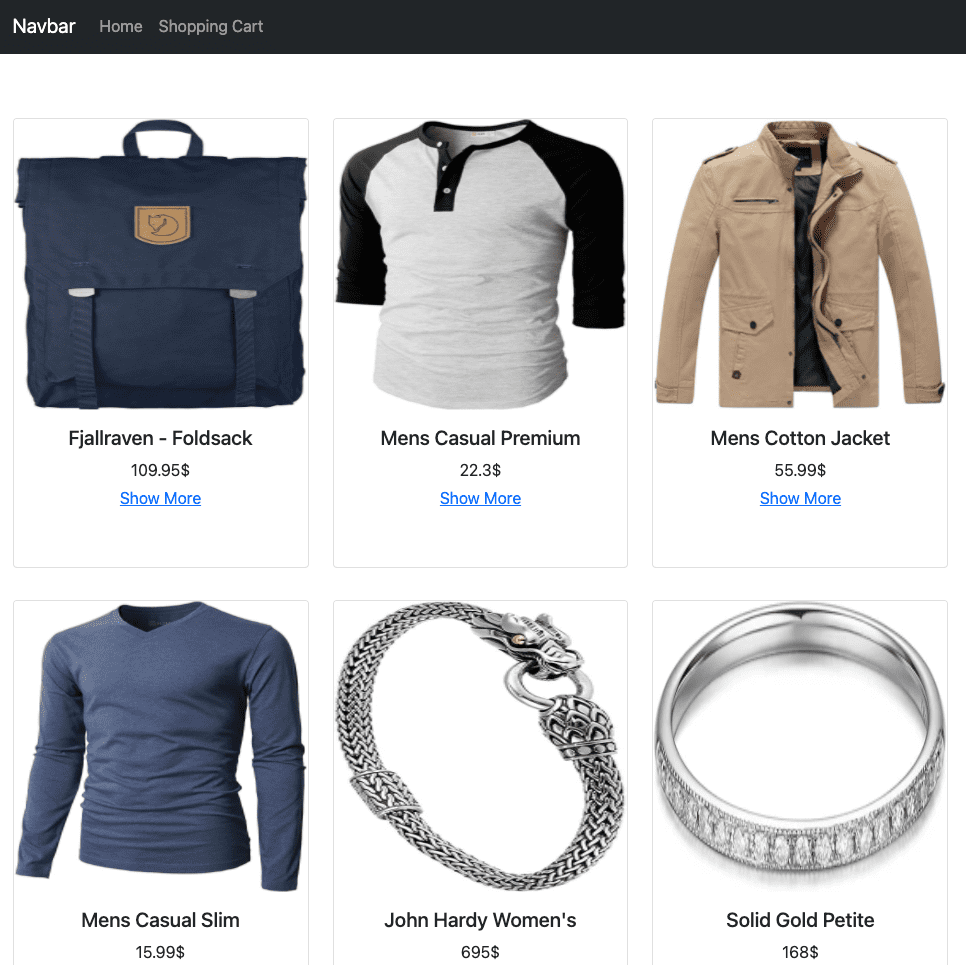 Navbar Home Shopping Cart
Fjallraven - Foldsack
109.95$
Show More
Mens Casual Premium
22.3$
Show More
Mens Cotton Jacket
55.99$
Show More
Mens Casual Slim
15.99$
John Hardy Women's
695$
Solid Gold Petite
168$